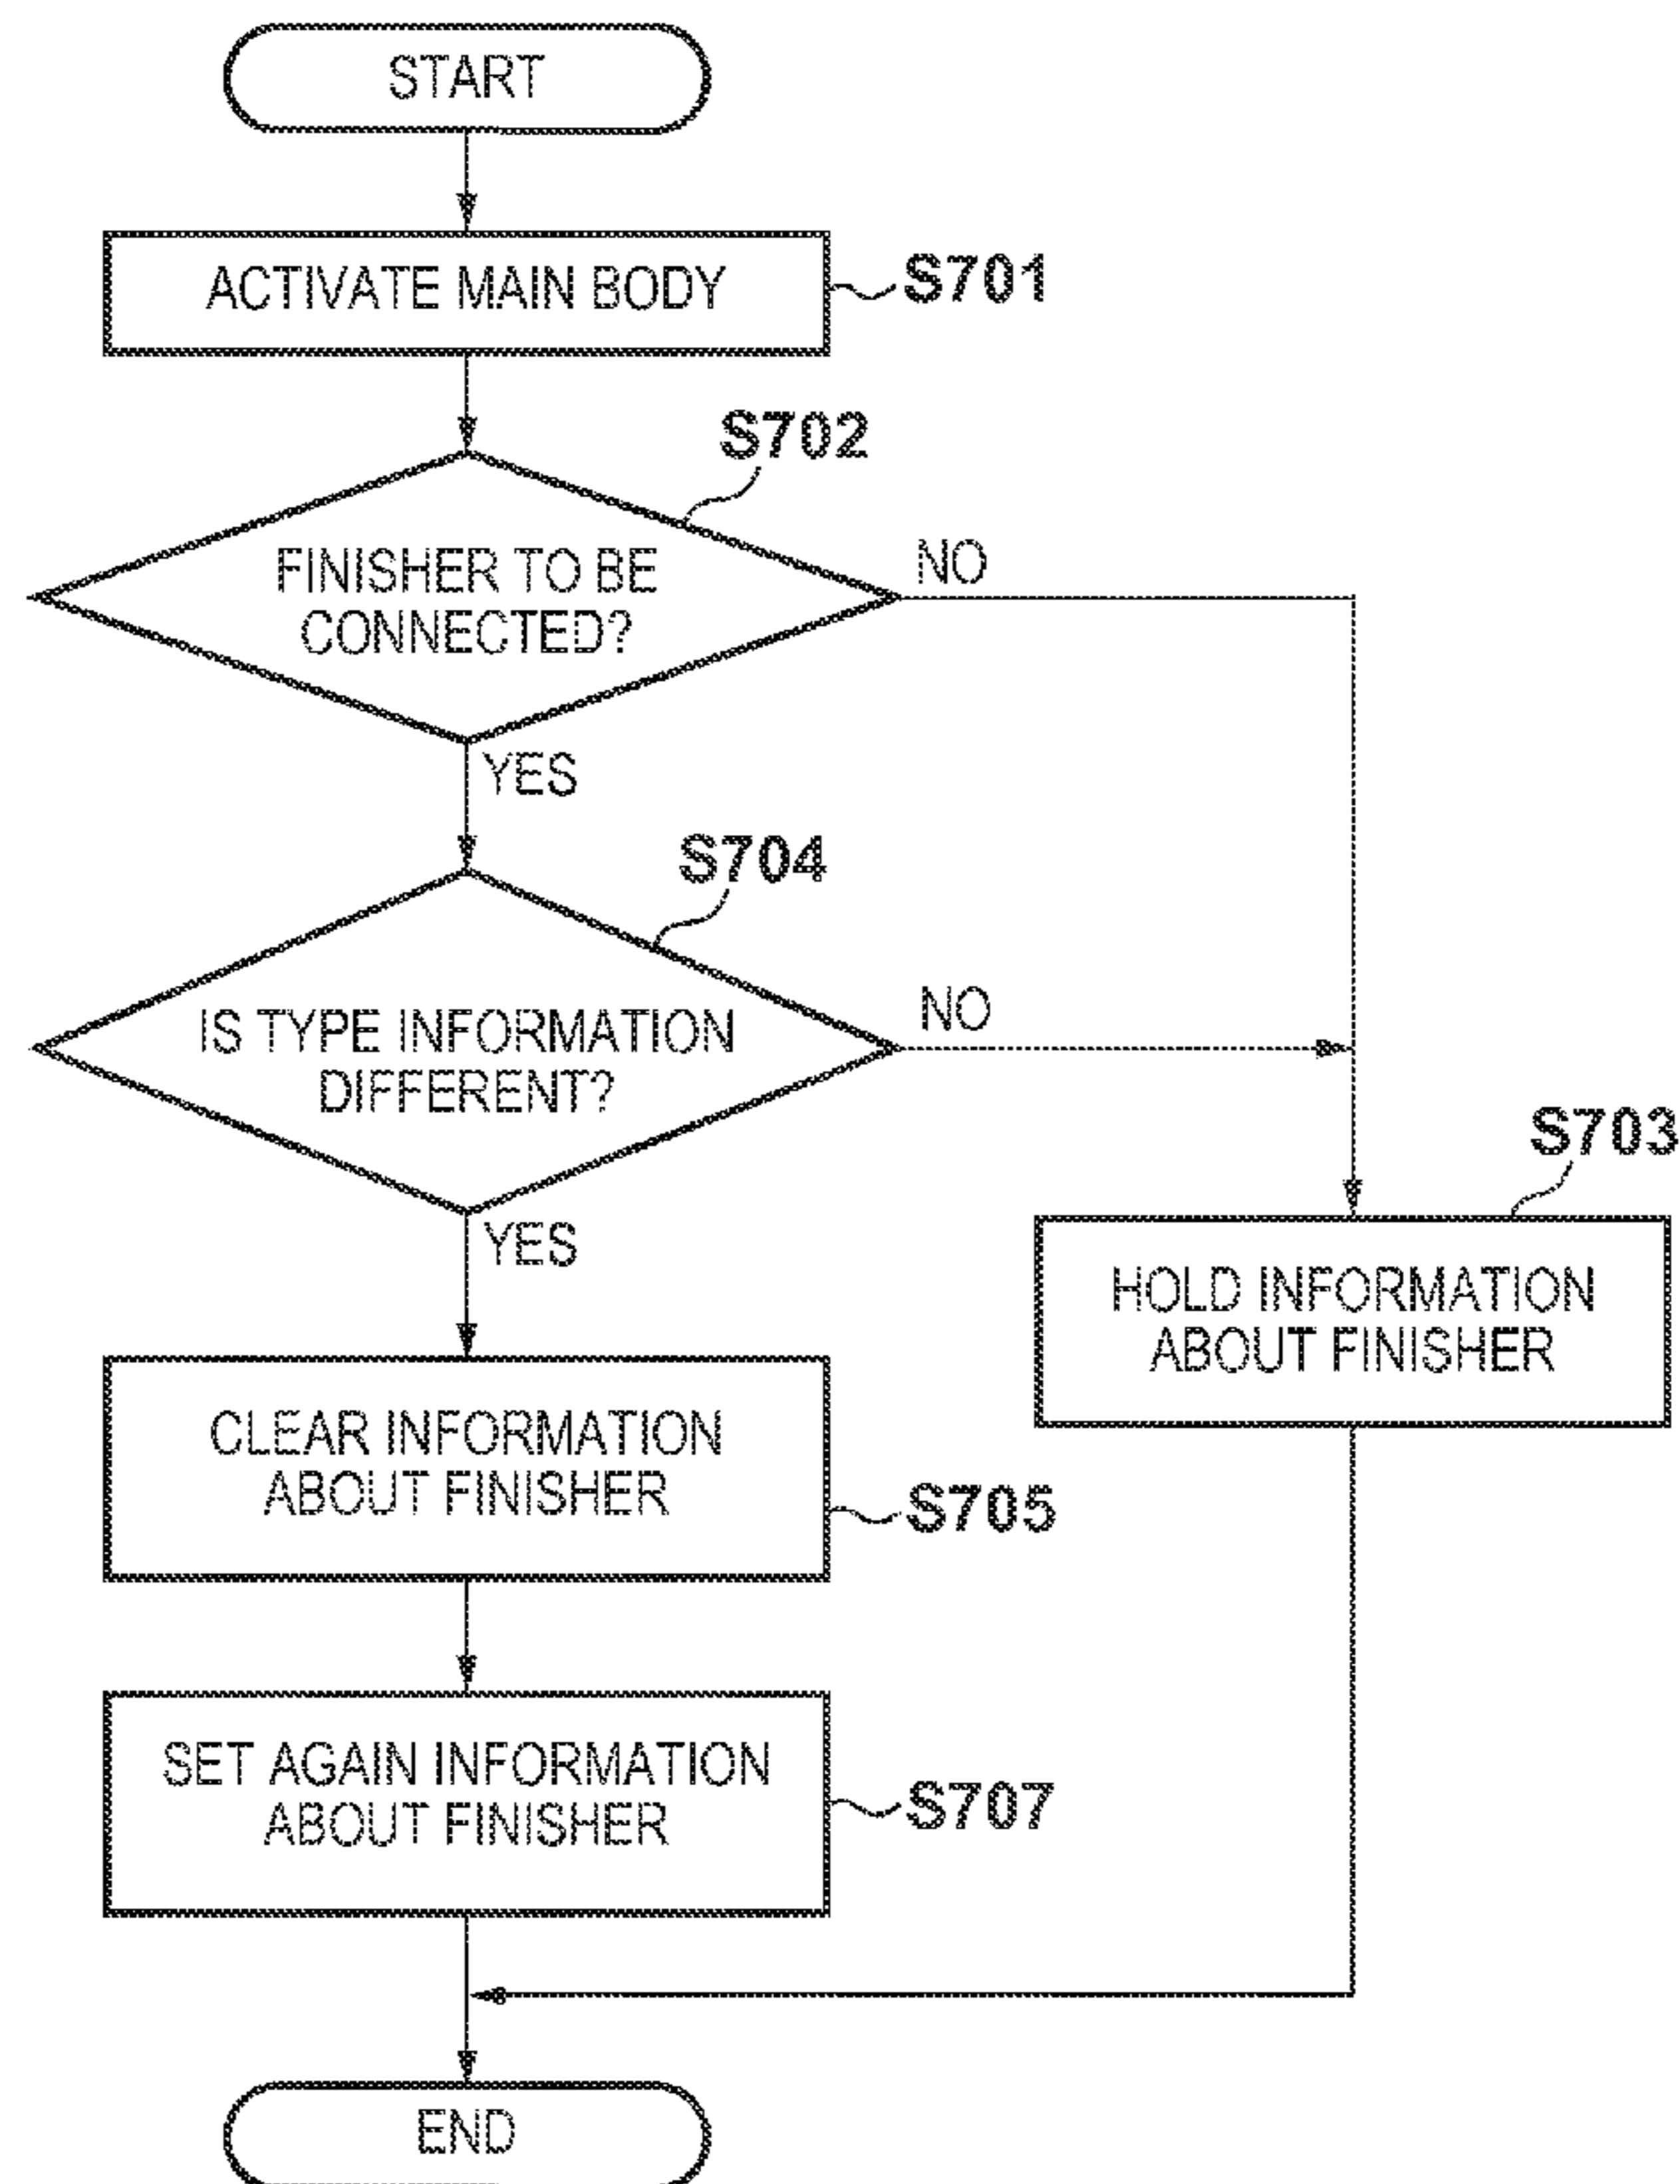 START
ACTIVATE MAIN BODY
S701
S702
FINISHER TO BE
CONNECTED?
NO
YES
S704
IS TYPE INFORMATION
DIFFERENT?
NO
YES
S703
HOLD INFORMATION
ABOUT FINISHER
CLEAR INFORMATION
ABOUT FINISHER
S705
SET AGAIN INFORMATION
ABOUT FINISHER
S707
END